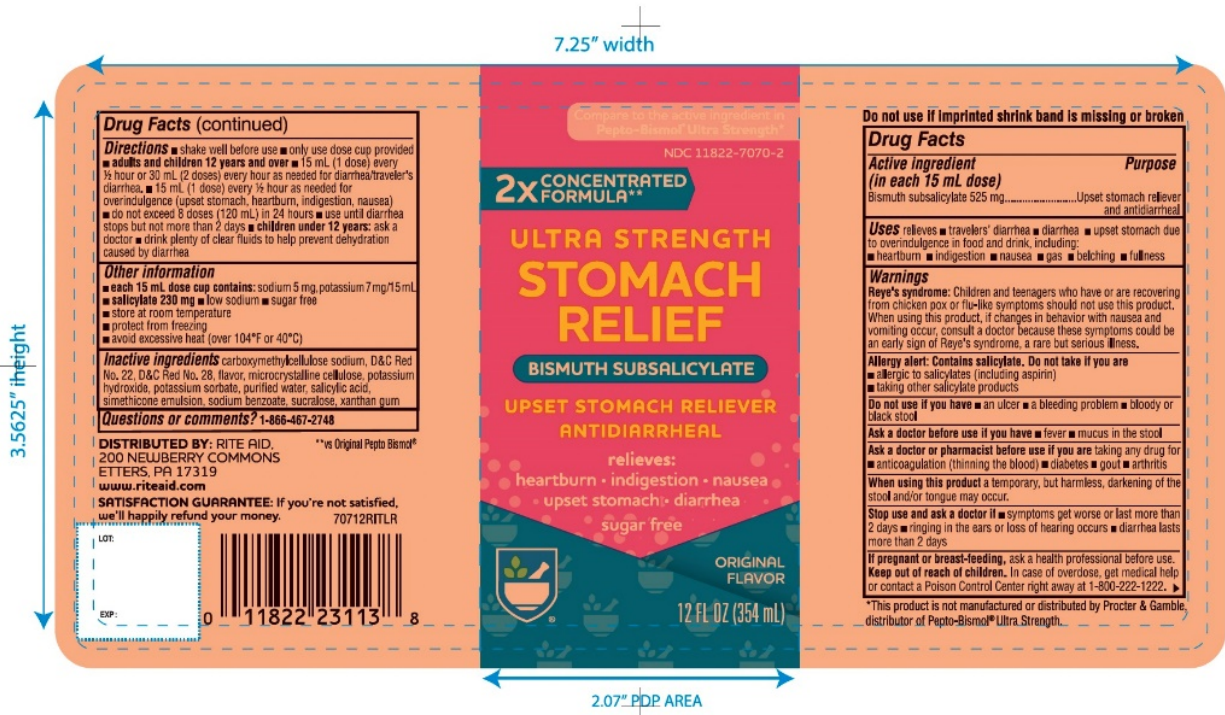 7.25” width
3.5625” iheight
Drug Facts (continued)
Directions ■ shake well before use ■ only use dose cup provided
■ adults and children 12 years and over ■ 15 mL (1 dose) every
½ hour or 30 mL (2 doses) every hour as needed for diarrhea/traveler's
diarrhea. ■ 15 mL (1 dose) every ½ hour as needed for
overindulgence (upset stomach, heartburn, indigestion, nausea)
■ do not exceed 8 doses (120 mL) in 24 hours ■ use until diarrhea
stops but not more than 2 days ■ children under 12 years: ask a
doctor ■ drink plenty of clear fluids to help prevent dehydration
caused by diarrhea
Other information
■ each 15 mL dose cup contains: sodium 5 mg, potassium 7 mg/15 mL
■ salicylate 230 mg ■ low sodium ■ sugar free
■ store at room temperature
■ protect from freezing
■ avoid excessive heat (over 104°F or 40°C)
Inactive ingredients carboxymethylcellulose sodium, D&C Red
No. 22, D&C Red No. 28, flavor, microcrystalline cellulose, potassium
hydroxide, potassium sorbate, purified water, salicylic acid,
simethicone emulsion, sodium benzoate, sucralose, xanthan gum
Questions or comments? 1-866-467-2748
DISTRIBUTED BY: RITE AID,
200 NEWBERRY COMMONS
ETTERS, PA 17319
www.riteaid.com
**vs Original Pepto Bismol®
SATISFACTION GUARANTEE: If you're not satisfied,
we'll happily refund your money.
70712RITLR
LOT:
EXP:
0 11822 23113 8
Compare to the active ingredient in
Pepto-Bismol® Ultra Strength*
NDC 11822-7070-2
2X CONCENTRATED
FORMULA**
ULTRA STRENGTH
STOMACH
RELIEF
BISMUTH SUBSALICYLATE
UPSET STOMACH RELIEVER
ANTIDIARRHEAL
relieves:
heartburn • indigestion • nausea
upset stomach • diarrhea
sugar free
ORIGINAL
FLAVOR
®
12 FL OZ (354 mL)
2.07” PDP AREA
Do not use if imprinted shrink band is missing or broken
Drug Facts
Active ingredient Purpose
(in each 15 mL dose)
Bismuth subsalicylate 525 mg............................Upset stomach reliever
and antidiarrheal
Uses relieves ■ travelers' diarrhea ■ diarrhea ■ upset stomach due
to overindulgence in food and drink, including:
■ heartburn ■ indigestion ■ nausea ■ gas ■ belching ■ fullness
Warnings
Reye's syndrome: Children and teenagers who have or are recovering
from chicken pox or flu-like symptoms should not use this product.
When using this product, if changes in behavior with nausea and
vomiting occur, consult a doctor because these symptoms could be
an early sign of Reye's syndrome, a rare but serious illness.
Allergy alert: Contains salicylate. Do not take if you are
■ allergic to salicylates (including aspirin)
■ taking other salicylate products
Do not use if you have ■ an ulcer ■ a bleeding problem ■ bloody or
black stool
Ask a doctor before use if you have ■ fever ■ mucus in the stool
Ask a doctor or pharmacist before use if you are taking any drug for
■ anticoagulation (thinning the blood) ■ diabetes ■ gout ■ arthritis
When using this product a temporary, but harmless, darkening of the
stool and/or tongue may occur.
Stop use and ask a doctor if ■ symptoms get worse or last more than
2 days ■ ringing in the ears or loss of hearing occurs ■ diarrhea lasts
more than 2 days
If pregnant or breast-feeding, ask a health professional before use.
Keep out of reach of children. In case of overdose, get medical help
or contact a Poison Control Center right away at 1-800-222-1222.
*This product is not manufactured or distributed by Procter & Gamble,
distributor of Pepto-Bismol® Ultra Strength.